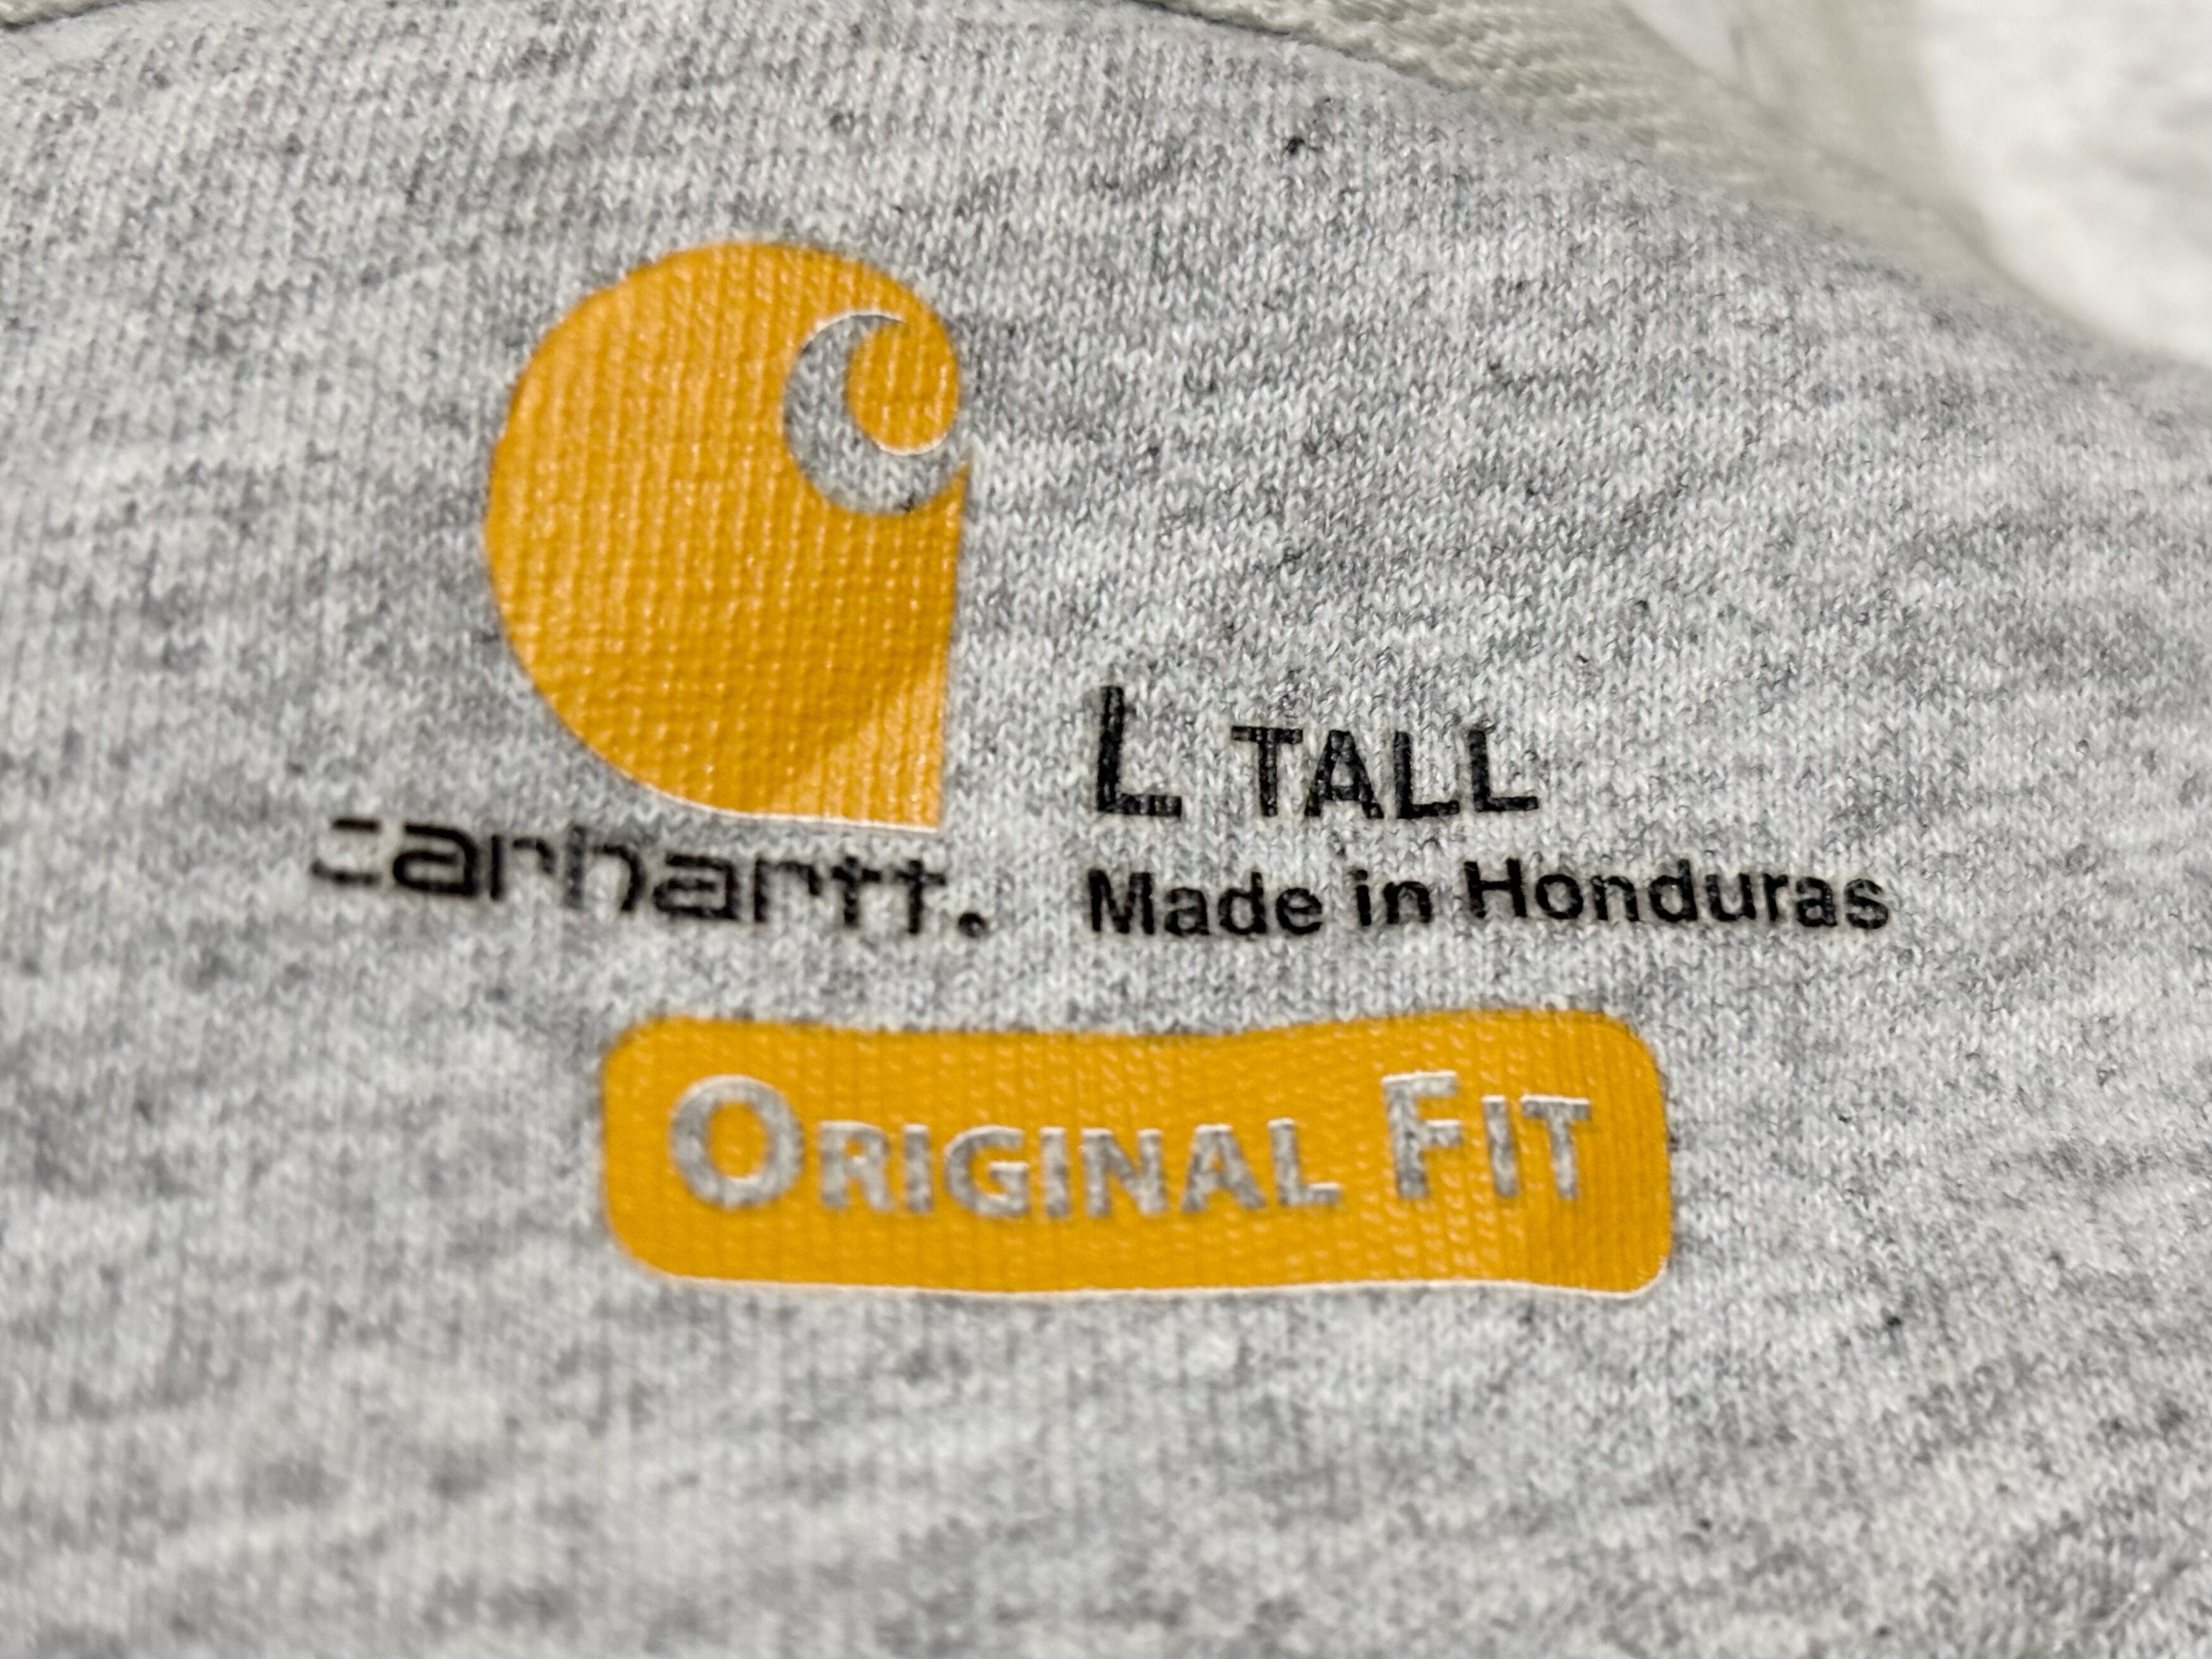 carhartt.
L TALL
Made in Honduras
ORIGINAL FIT